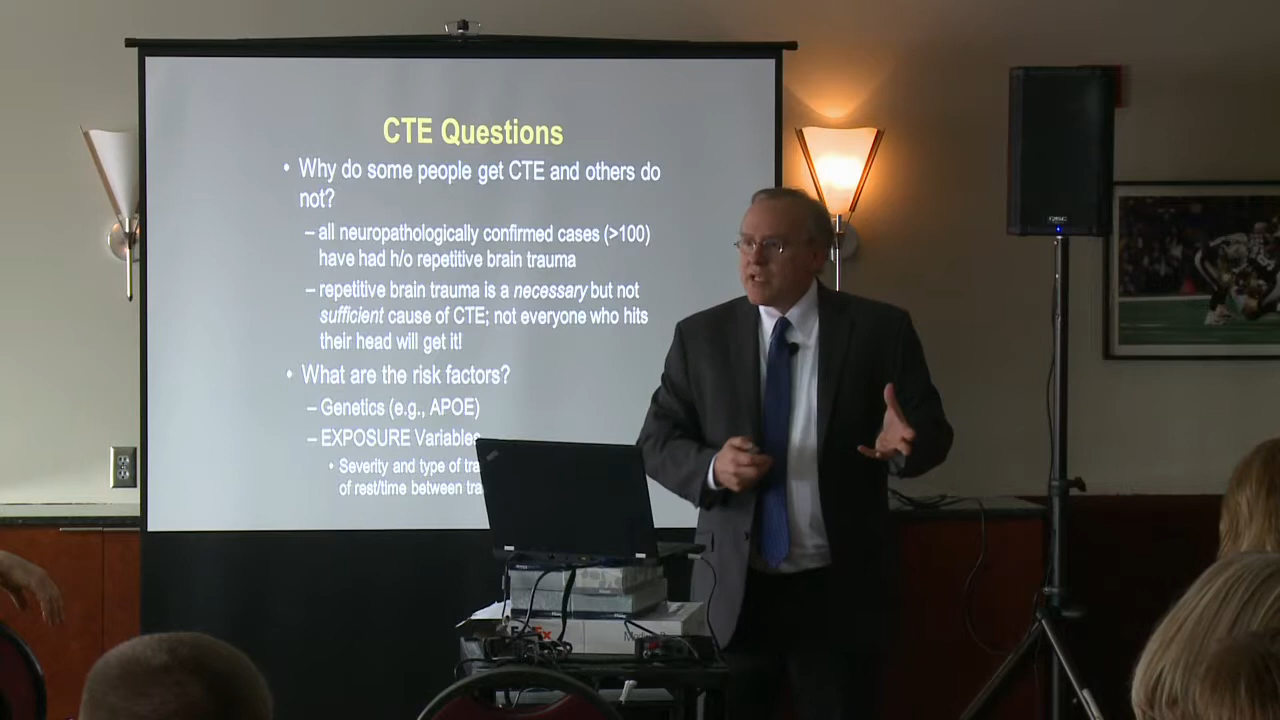 CTE Questions
• Why do some people get CTE and others do
not?
– all neuropathologically confirmed cases (>100)
have had h/o repetitive brain trauma
– repetitive brain trauma is a necessary but not
sufficient cause of CTE; not everyone who hits
their head will get it!
• What are the risk factors?
– Genetics (e.g., APOE)
– EXPOSURE Variables
• Severity and type of tra
of rest/time between tra
QSC